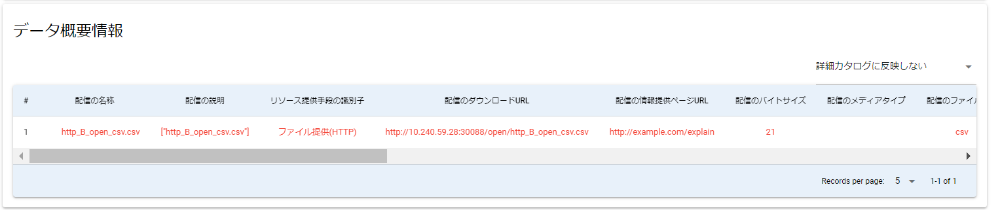 データ概要情報
詳細カタログに反映しない
# 配信の名称 配信の説明 リソース提供手段の識別子 配信のダウンロードURL 配信の情報提供ページURL 配信のバイトサイズ 配信のメディアタイプ 配信のファイル
1 http_B_open_csv.csv ["http_B_open_csv.csv"] ファイル提供(HTTP) http://10.240.59.28:30088/open/http_B_open_csv.csv http://example.com/explain 21 csv
Records per page: 5 1-1 of 1